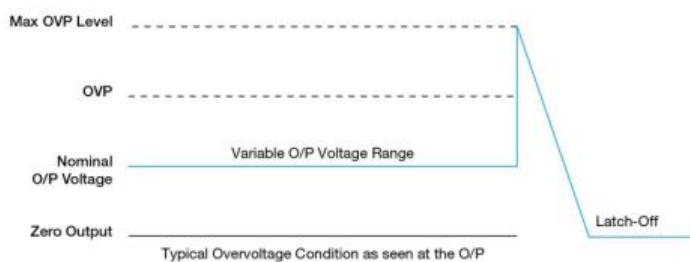 Max OVP Level
OVP
Variable O/P Voltage Range
Nominal
O/P Voltage
Latch-Off
Zero Output
Typical Overvoltage Condition as seen at the O/P